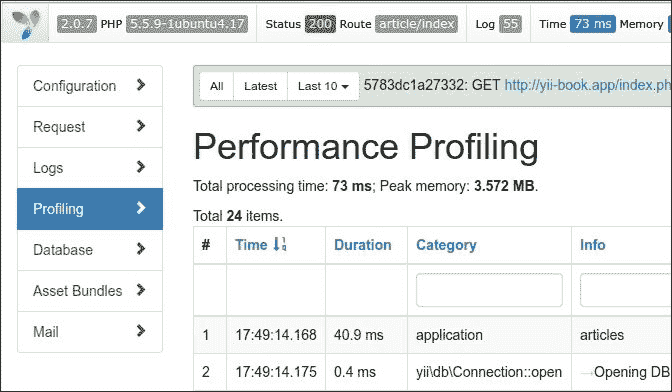 2.0.7 PHP 5.5.9-1ubuntu4.17 Status 200 Route article/index Log 55 Time 73 ms Memory
Configuration
Request
Logs
Profiling
Database
Asset Bundles
Mail
All Latest Last 10 5783dc1a27332: GET http://yii-book.app/index.ph
Performance Profiling
Total processing time: 73 ms; Peak memory: 3.572 MB.
Total 24 items.
# Time Duration Category Info
1 17:49:14.168 40.9 ms application articles
2 17:49:14.175 0.4 ms yii\db\Connection::open →Opening DB